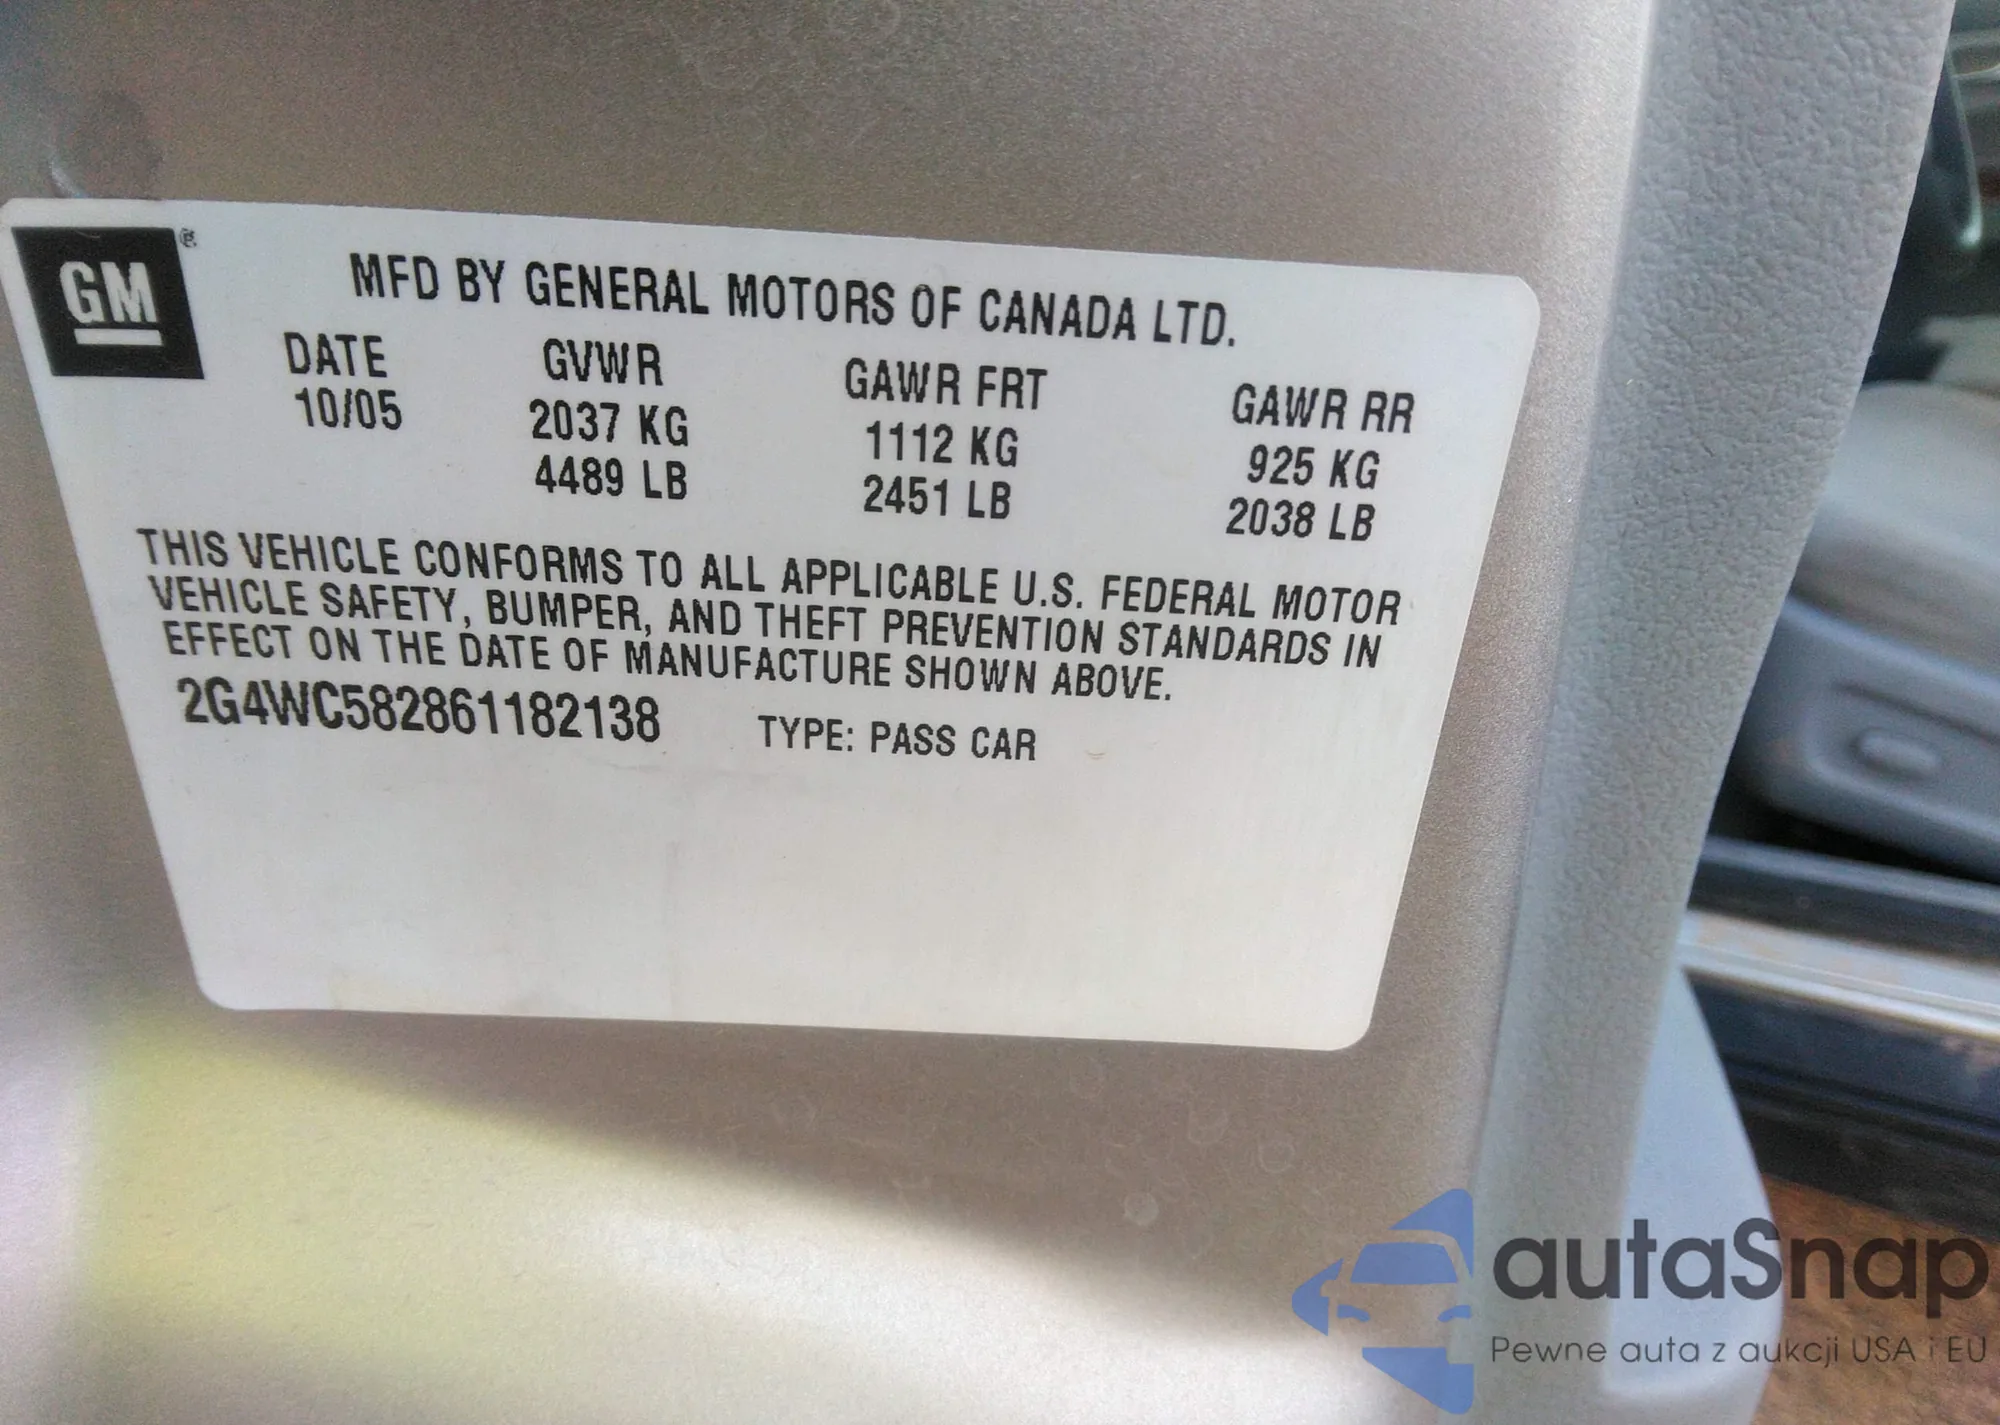 GM ®
MFD BY GENERAL MOTORS OF CANADA LTD.
DATE GVWR GAWR FRT GAWR RR
10/05 2037 KG 1112 KG 925 KG
4489 LB 2451 LB 2038 LB
THIS VEHICLE CONFORMS TO ALL APPLICABLE U.S. FEDERAL MOTOR
VEHICLE SAFETY, BUMPER, AND THEFT PREVENTION STANDARDS IN
EFFECT ON THE DATE OF MANUFACTURE SHOWN ABOVE.
2G4WC582861182138 TYPE: PASS CAR
autaSnap
Pewne auta z aukcji USA i EU